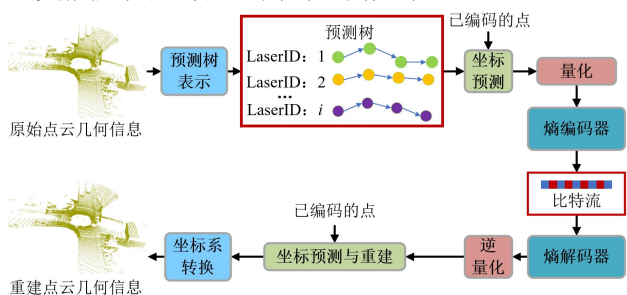 预测树
已编码的点
LaserID：1
LaserID：2
...
LaserID：i
预测树
表示
坐标
预测
量化
原始点云几何信息
熵编码器
比特流
已编码的点
坐标系
转换
坐标预测与重建
逆
量化
熵解码器
重建点云几何信息